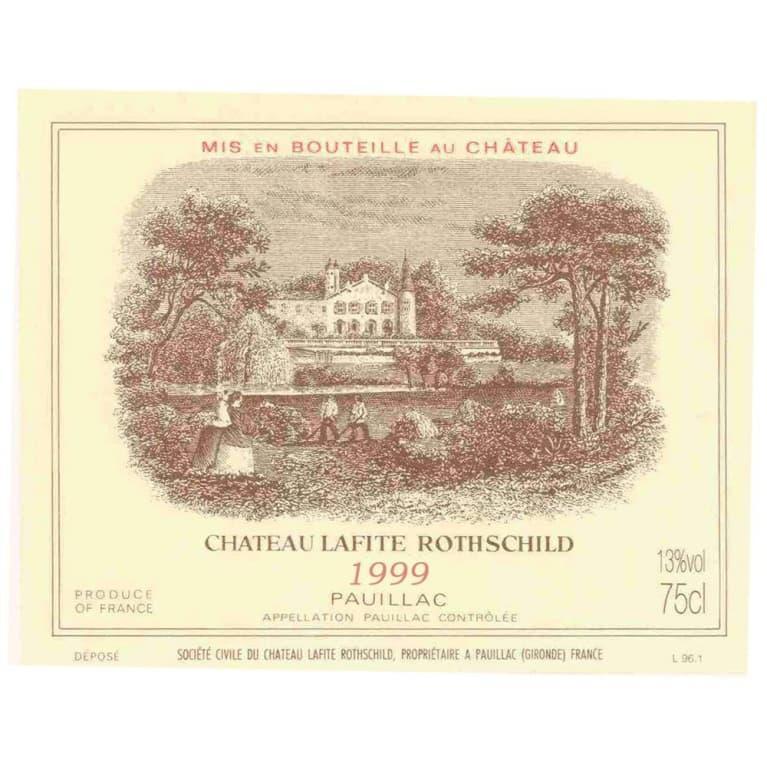 MIS EN BOUTEILLE AU CHÂTEAU
CHATEAU LAFITE ROTHSCHILD
1999
PAUILLAC
APPELLATION PAUILLAC CONTRÔLÉE
PRODUCE
OF FRANCE
13%vol
75cl
DÉPOSÉ
SOCIÉTÉ CIVILE DU CHATEAU LAFITE ROTHSCHILD, PROPRIÉTAIRE A PAUILLAC (GIRONDE) FRANCE
L 96.1